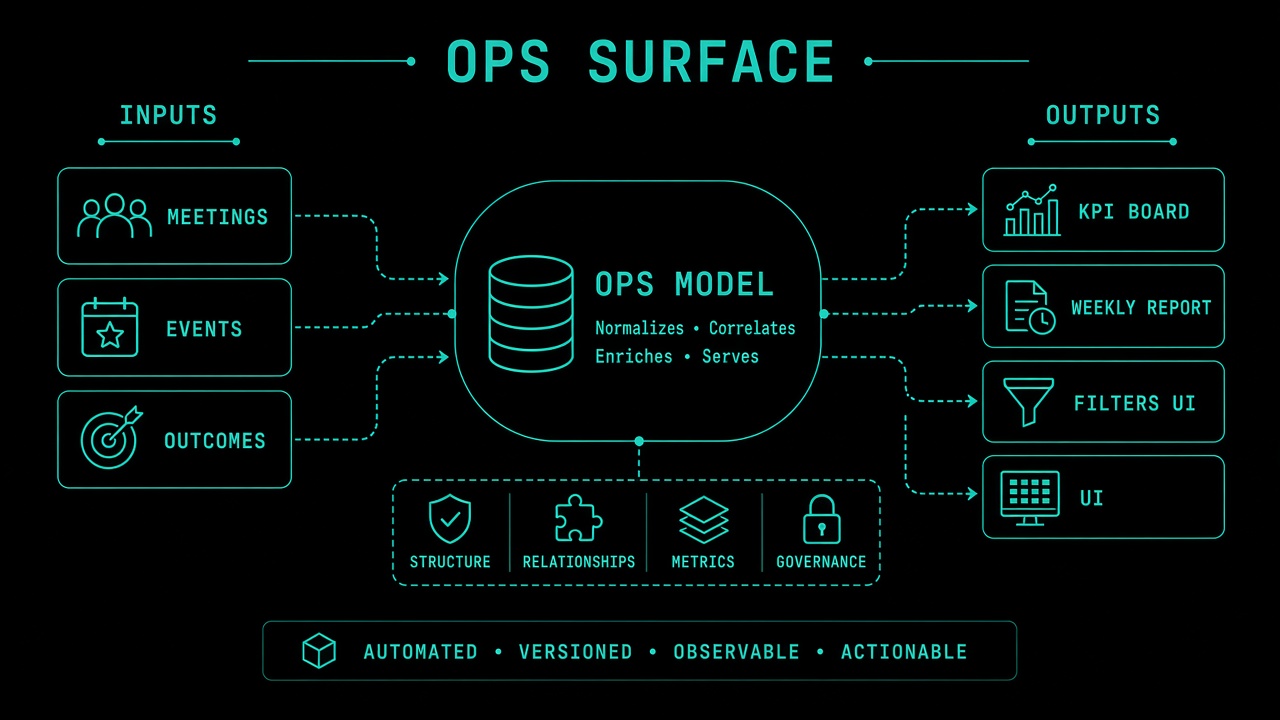 OPS SURFACE
INPUTS
MEETINGS
EVENTS
OUTCOMES
OPS MODEL
Normalizes • Correlates
Enriches • Serves
STRUCTURE
RELATIONSHIPS
METRICS
GOVERNANCE
OUTPUTS
KPI BOARD
WEEKLY REPORT
FILTERS UI
UI
AUTOMATED • VERSIONED • OBSERVABLE • ACTIONABLE